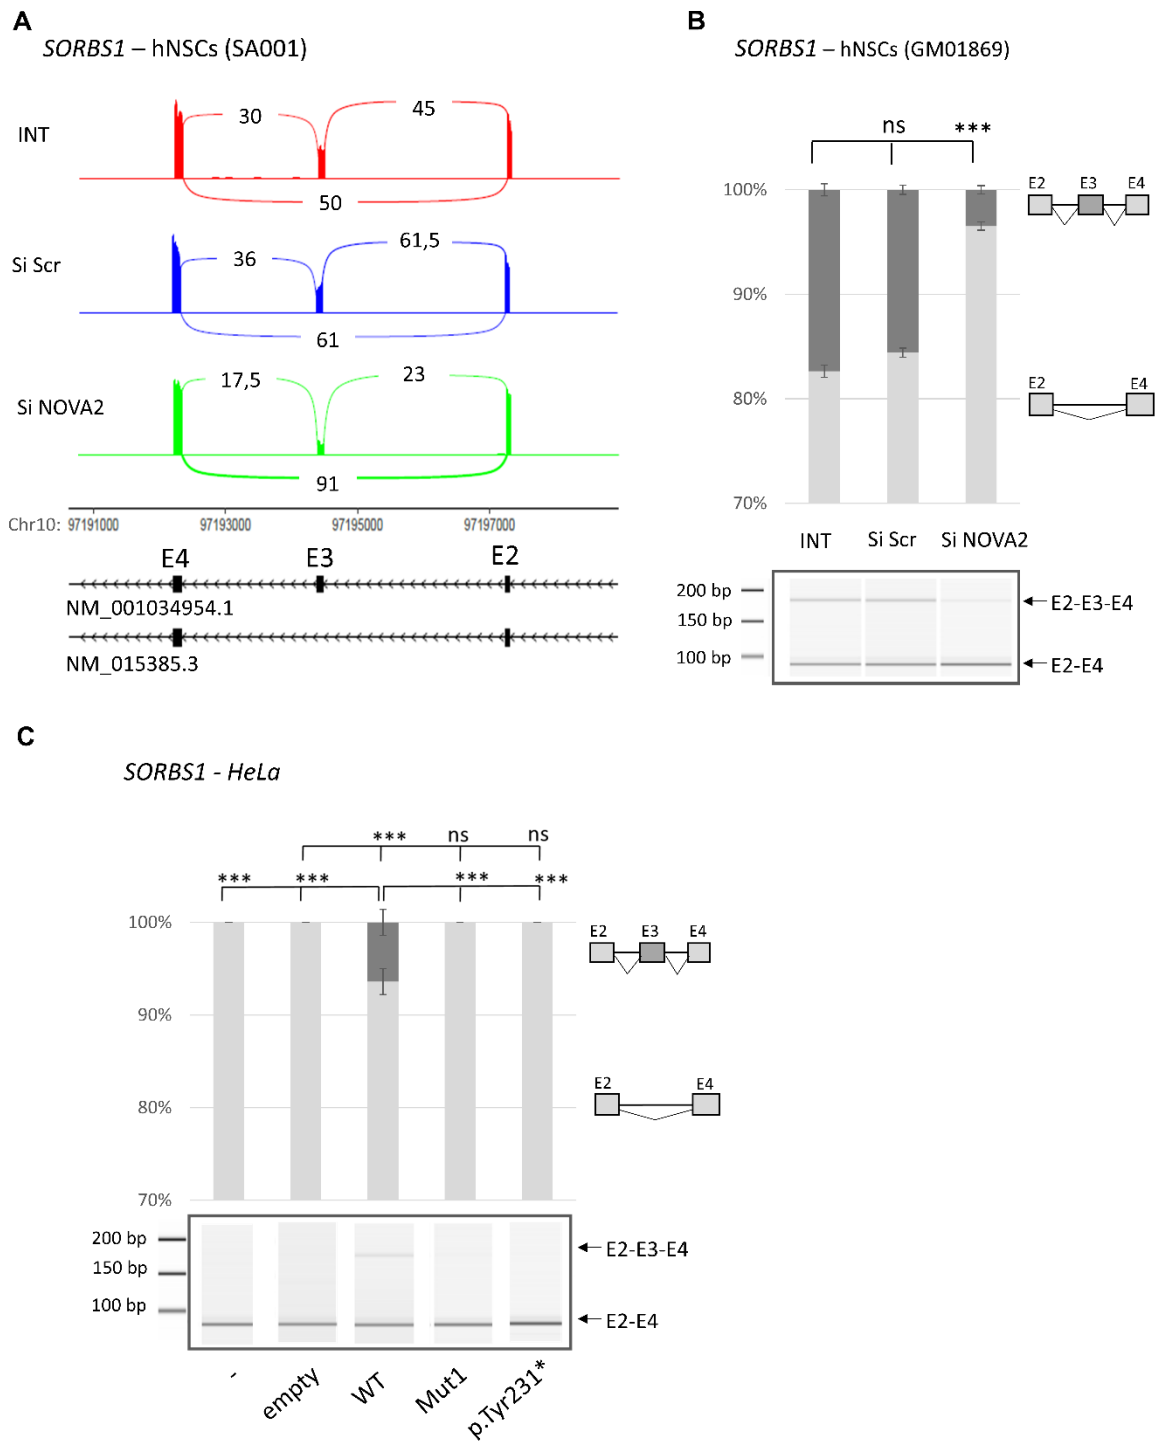 A
SORBS1 – hNSCs (SA001)
INT
30
45
50
Si Scr
36
61,5
61
Si NOVA2
17,5
23
91
Chr10: 97191000 97193000 97195000 97197000
E4 E3 E2
NM_001034954.1
NM_015385.3
B
SORBS1 – hNSCs (GM01869)
ns ***
100%
90%
80%
70%
E2 E3 E4
E2 E4
INT Si Scr Si NOVA2
200 bp
150 bp
100 bp
E2-E3-E4
E2-E4
C
SORBS1 - HeLa
*** ns ns
*** *** *** ***
100%
90%
80%
70%
E2 E3 E4
E2 E4
200 bp
150 bp
100 bp
E2-E3-E4
E2-E4
- empty WT Mut1 p.Tyr231*